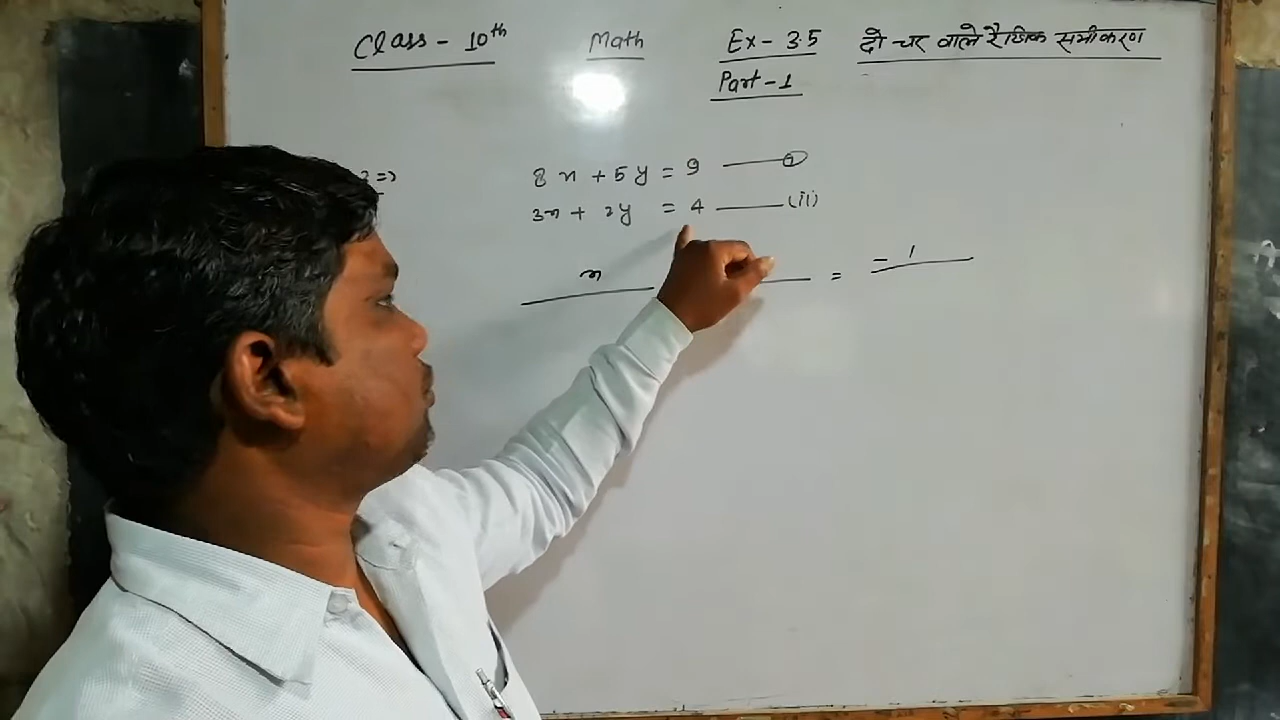 Class - 10th Math Ex - 3.5 दो चर वाले रैखिक समीकरण
Part - 1
2 =)
8x + 5y = 9 —— (i)
3x + 2y = 4 —— (ii)
x = - 1